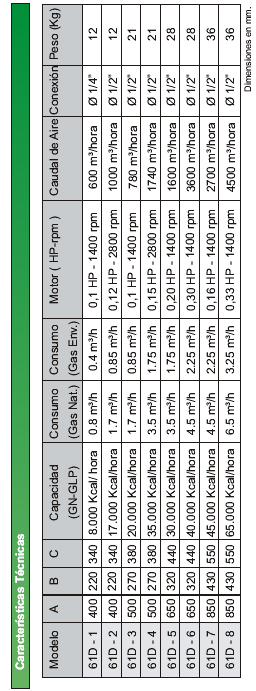 Características Técnicas
Modelo A B C Capacidad (GN-GLP) Consumo (Gas Nat.) Consumo (Gas Env.) Motor ( HP-rpm ) Caudal de Aire Conexión Peso (Kg)
61D - 1 400 220 340 8.000 Kcal/ hora 0.8 m³/h 0.4 m³/h 0,1 HP - 1400 rpm 600 m³/hora Ø 1/4" 12
61D - 2 400 220 340 17.000 Kcal/hora 1.7 m³/h 0.85 m³/h 0,12 HP - 2800 rpm 1000 m³/hora Ø 1/2" 12
61D - 3 500 270 380 20.000 Kcal/hora 1.7 m³/h 0.85 m³/h 0,1 HP - 1400 rpm 780 m³/hora Ø 1/2" 21
61D - 4 500 270 380 35.000 Kcal/hora 3.5 m³/h 1.75 m³/h 0,15 HP - 2800 rpm 1740 m³/hora Ø 1/2" 21
61D - 5 650 320 440 30.000 Kcal/hora 3.5 m³/h 1.75 m³/h 0,20 HP - 1400 rpm 1600 m³/hora Ø 1/2" 28
61D - 6 650 320 440 40.000 Kcal/hora 4.5 m³/h 2.25 m³/h 0,30 HP - 1400 rpm 3600 m³/hora Ø 1/2" 28
61D - 7 850 430 550 45.000 Kcal/hora 4.5 m³/h 2.25 m³/h 0,16 HP - 1400 rpm 2700 m³/hora Ø 1/2" 36
61D - 8 850 430 550 65.000 Kcal/hora 6.5 m³/h 3.25 m³/h 0,33 HP - 1400 rpm 4500 m³/hora Ø 1/2" 36
Dimensiones en mm.